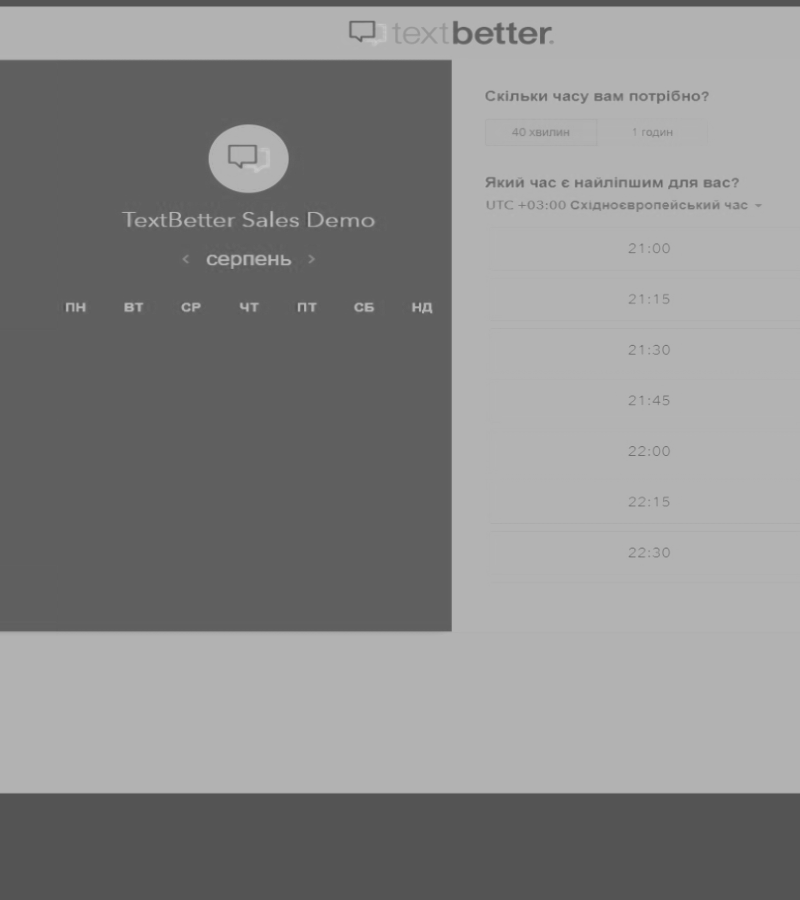 textbetter.
TextBetter Sales Demo
‹ серпень ›
ПН ВТ СР ЧТ ПТ СБ НД
Скільки часу вам потрібно?
40 хвилин 1 годин
Який час є найліпшим для вас?
UTC +03:00 Східноєвропейський час
21:00
21:15
21:30
21:45
22:00
22:15
22:30